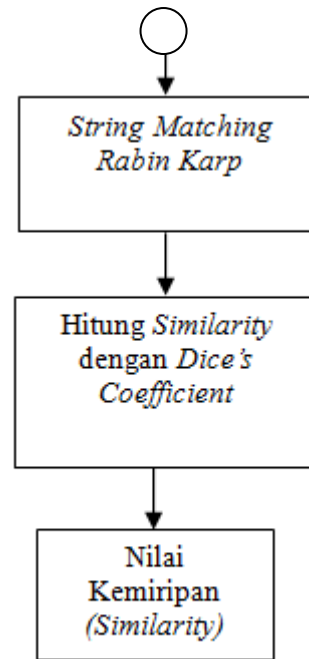 String Matching
Rabin Karp
Hitung Similarity
dengan Dice’s
Coefficient
Nilai
Kemiripan
(Similarity)